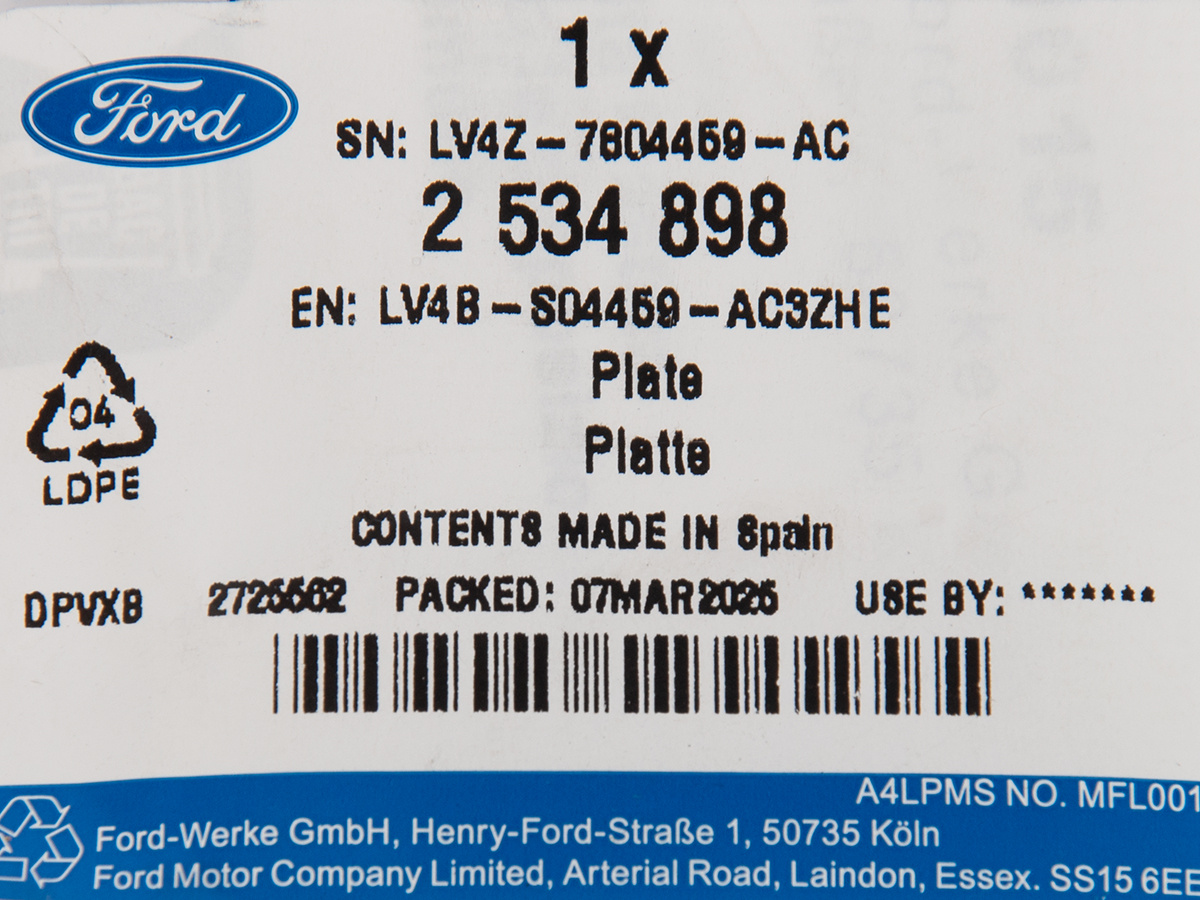 Ford
1 x
SN: LV4Z-7804459-AC
2 534 898
EN: LV4B-S04459-AC3ZHE
Plate
Platte
04
LDPE
CONTENTS MADE IN Spain
DPVXB 2725562 PACKED: 07MAR2025 USE BY: *******
A4LPMS NO. MFL001
Ford-Werke GmbH, Henry-Ford-Straße 1, 50735 Köln
Ford Motor Company Limited, Arterial Road, Laindon, Essex. SS15 6EE